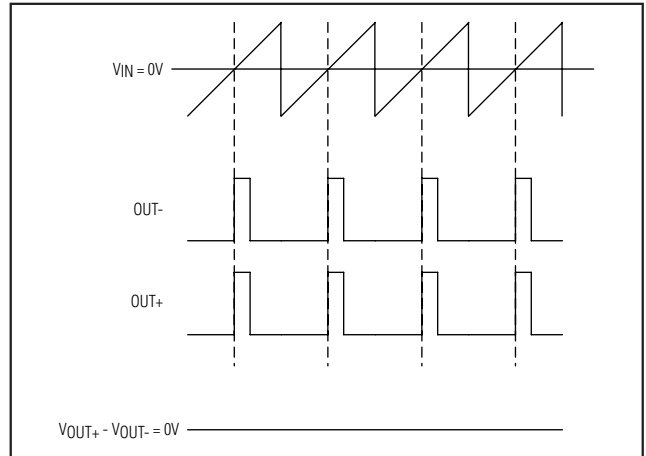 VIN = 0V
OUT-
OUT+
VOUT+ - VOUT- = 0V